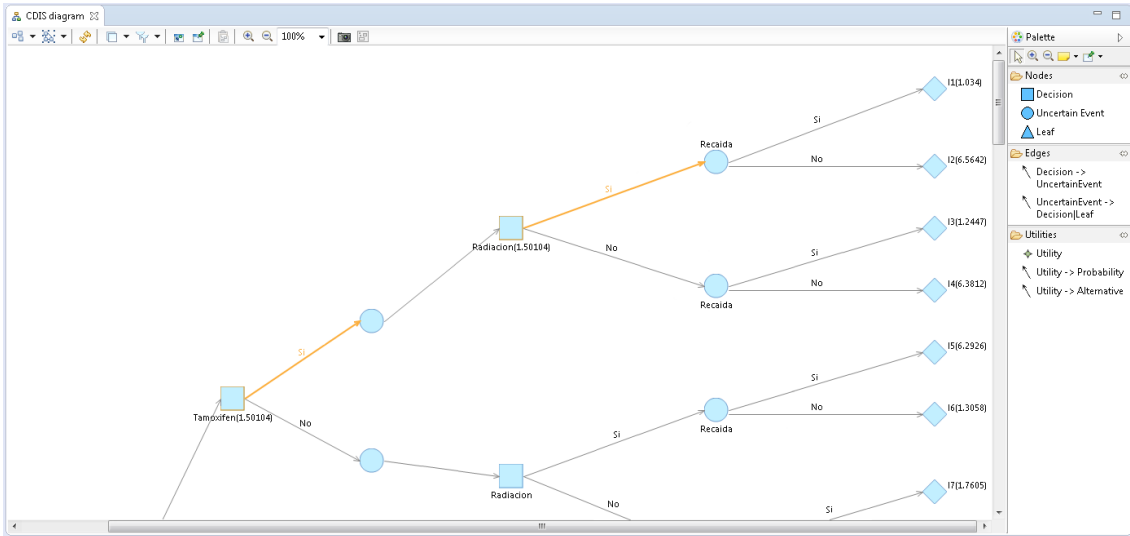 CDIS diagram
100%
Palette
Nodes
Decision
Uncertain Event
Leaf
Edges
Decision ->
UncertainEvent
UncertainEvent ->
Decision|Leaf
Utilities
Utility
Utility -> Probability
Utility -> Alternative
I1(1.034)
Si
Recaida
No
I2(6.5642)
Si
Radiacion(1.50104)
No
Si
I3(1.2447)
No
I4(6.3812)
Recaida
Si
Tamoxifen(1.50104)
No
I5(6.2926)
Si
No
I6(1.3058)
Recaida
Si
Radiacion
No
I7(1.7605)
Si